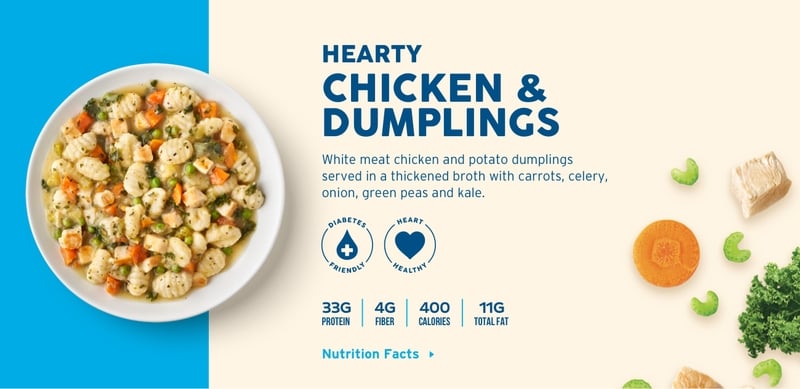 HEARTY
CHICKEN &
DUMPLINGS
White meat chicken and potato dumplings
served in a thickened broth with carrots, celery,
onion, green peas and kale.
DIABETES
FRIENDLY
HEART
HEALTHY
33G
PROTEIN
4G
FIBER
400
CALORIES
11G
TOTAL FAT
Nutrition Facts